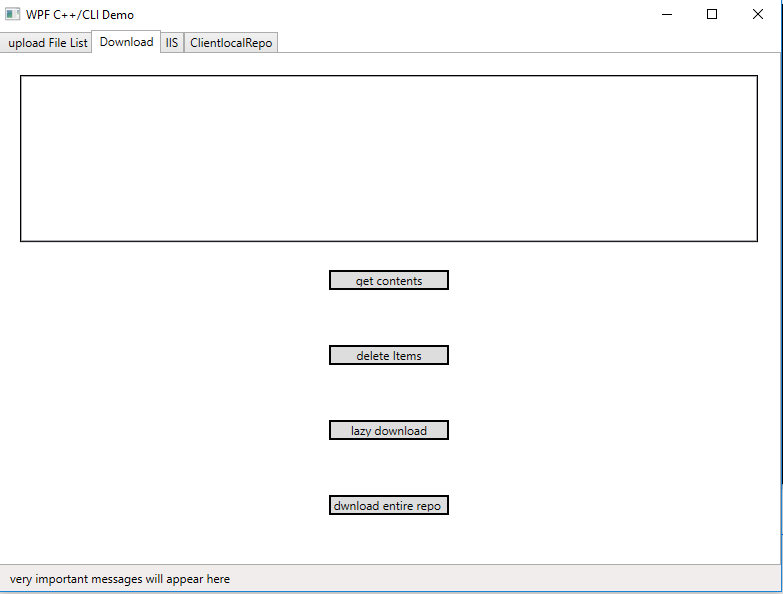 WPF C++/CLI Demo
upload File List Download IIS ClientlocalRepo
get contents
delete Items
lazy download
dwnload entire repo
very important messages will appear here